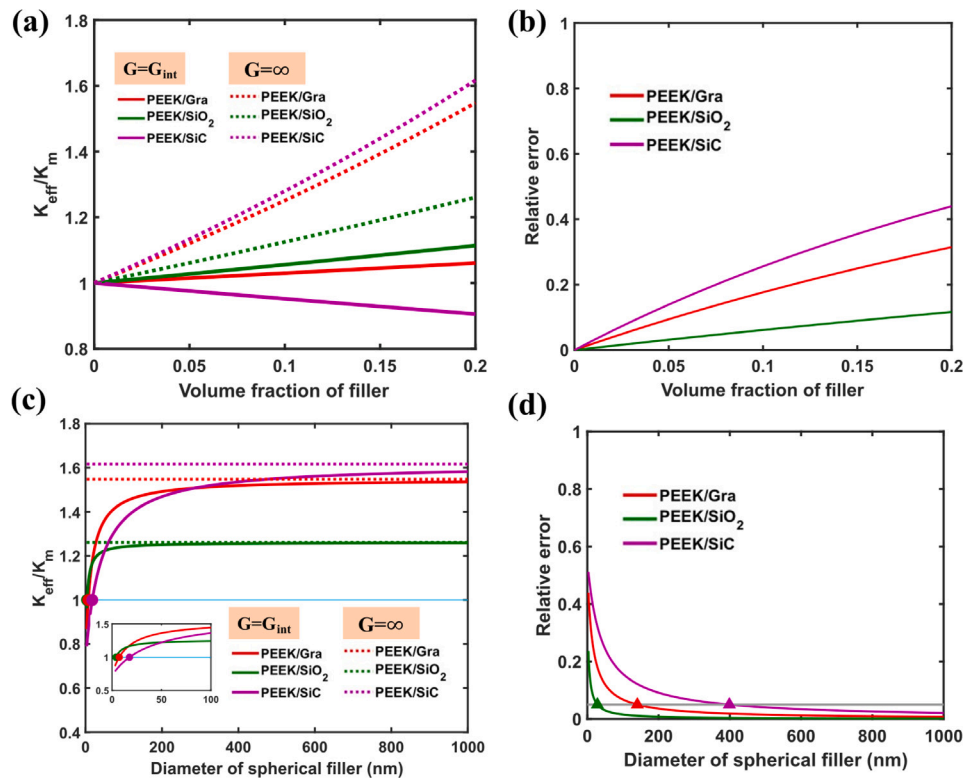 (a)
1.8
1.6
1.4
1.2
1
0.8
K_eff/K_m
G=G_int
G=∞
PEEK/Gra
PEEK/SiO₂
PEEK/SiC
PEEK/Gra
PEEK/SiO₂
PEEK/SiC
0 0.05 0.1 0.15 0.2
Volume fraction of filler
(b)
1
0.8
0.6
0.4
0.2
0
Relative error
PEEK/Gra
PEEK/SiO₂
PEEK/SiC
0 0.05 0.1 0.15 0.2
Volume fraction of filler
(c)
1.8
1.6
1.4
1.2
1
0.8
0.6
0.4
K_eff/K_m
1.5
1
0.5
0 50 100
G=G_int
G=∞
PEEK/Gra
PEEK/SiO₂
PEEK/SiC
PEEK/Gra
PEEK/SiO₂
PEEK/SiC
0 200 400 600 800 1000
Diameter of spherical filler (nm)
(d)
1
0.8
0.6
0.4
0.2
0
Relative error
PEEK/Gra
PEEK/SiO₂
PEEK/SiC
0 200 400 600 800 1000
Diameter of spherical filler (nm)